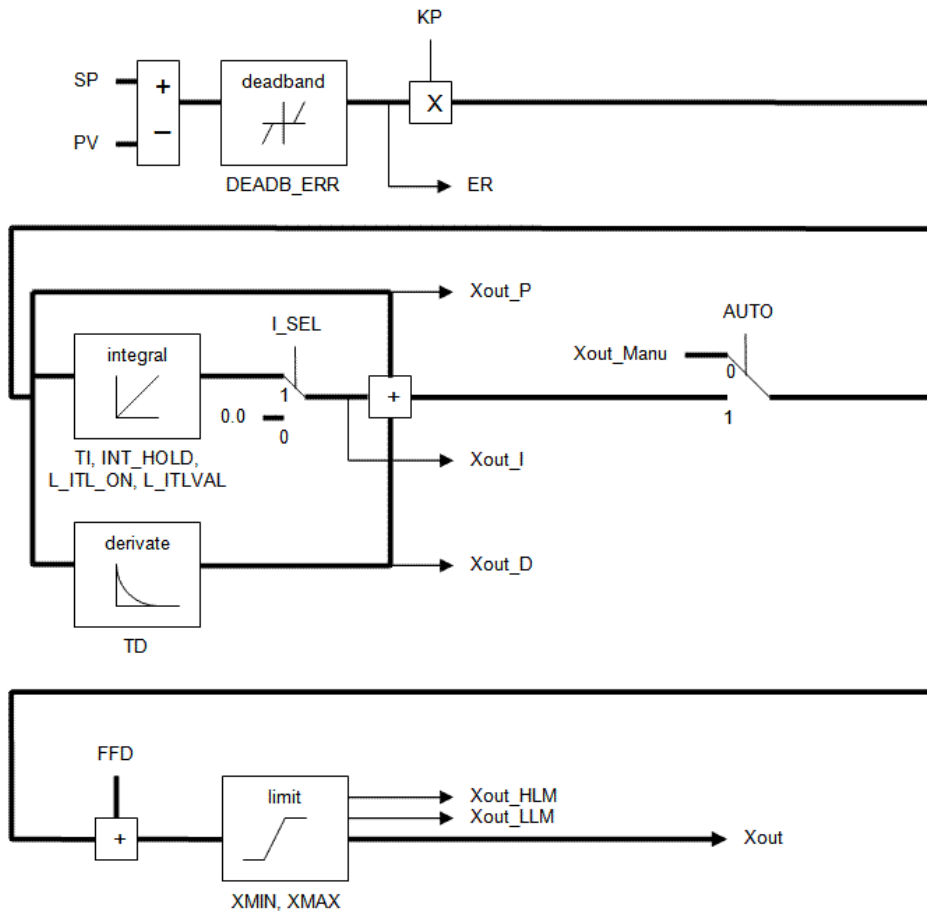 KP
SP
+
deadband
X
PV
−
DEADB_ERR
ER
Xout_P
I_SEL
AUTO
integral
Xout_Manu
0
1
+
0.0
0
1
TI, INT_HOLD,
L_ITL_ON, L_ITLVAL
Xout_I
derivate
Xout_D
TD
FFD
limit
Xout_HLM
Xout_LLM
+
Xout
XMIN, XMAX